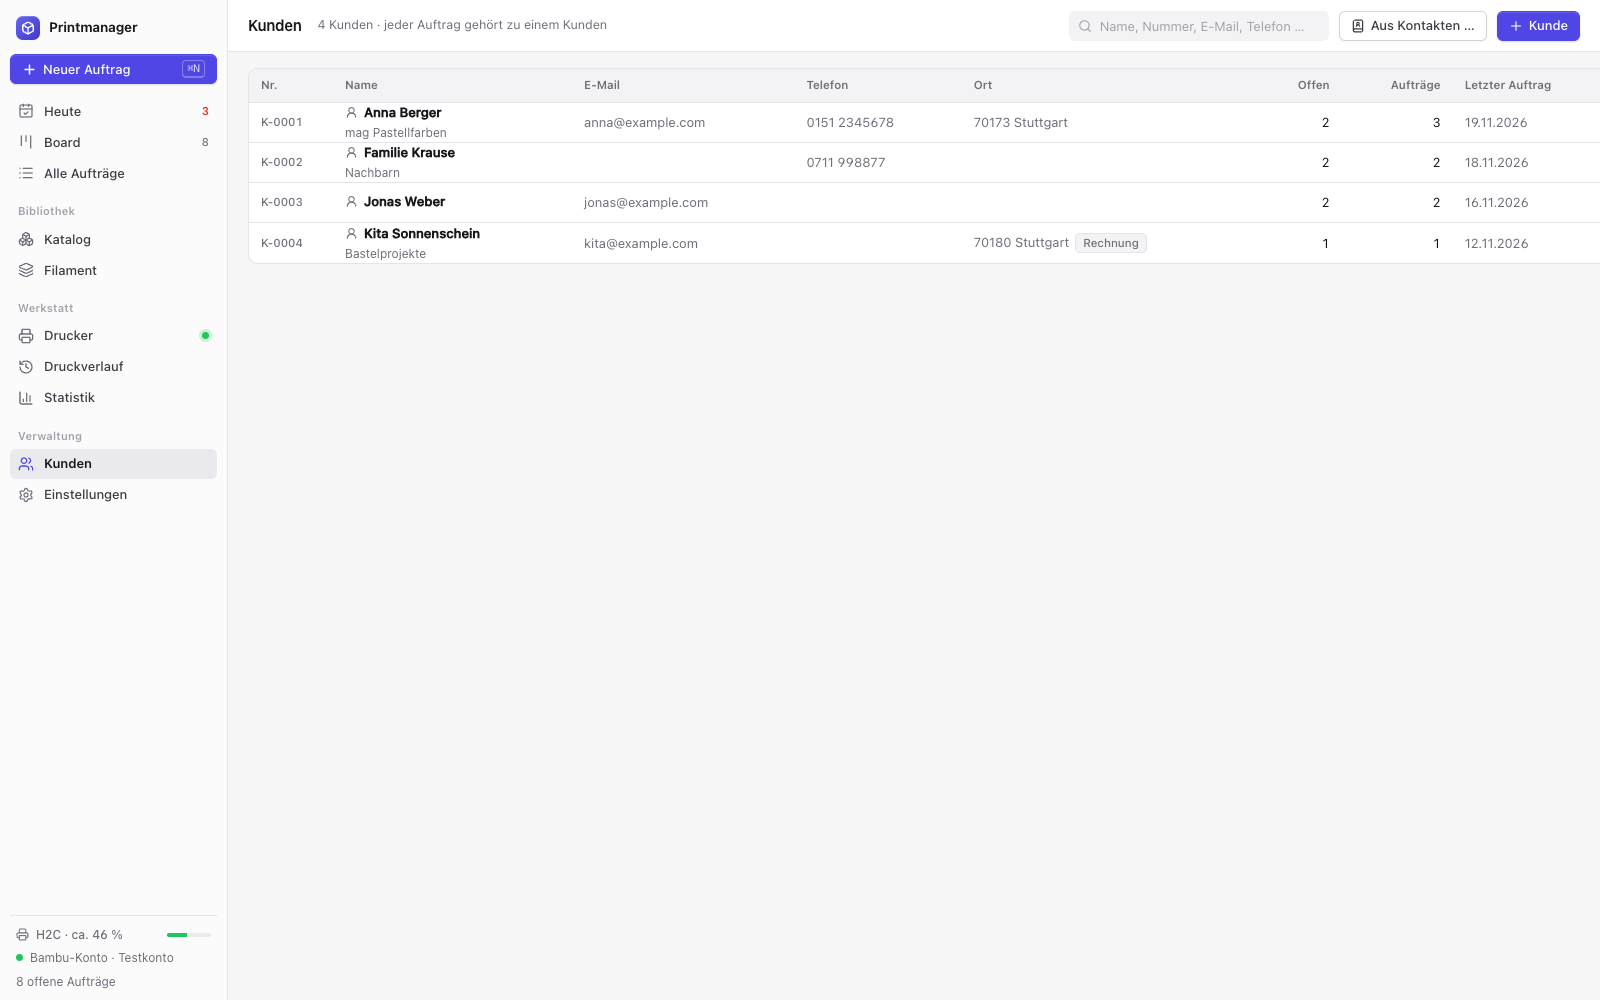 Printmanager
Neuer Auftrag ⌘N
Heute 3
Board 8
Alle Aufträge
Bibliothek
Katalog
Filament
Werkstatt
Drucker
Druckverlauf
Statistik
Verwaltung
Kunden
Einstellungen
H2C · ca. 46 %
Bambu-Konto · Testkonto
8 offene Aufträge
Kunden 4 Kunden · jeder Auftrag gehört zu einem Kunden Name, Nummer, E-Mail, Telefon ... Aus Kontakten ... Kunde
Nr. Name E-Mail Telefon Ort Offen Aufträge Letzter Auftrag
K-0001 Anna Berger anna@example.com 0151 2345678 70173 Stuttgart 2 3 19.11.2026
mag Pastellfarben
K-0002 Familie Krause 0711 998877 2 2 18.11.2026
Nachbarn
K-0003 Jonas Weber jonas@example.com 2 2 16.11.2026
K-0004 Kita Sonnenschein kita@example.com 70180 Stuttgart Rechnung 1 1 12.11.2026
Bastelprojekte